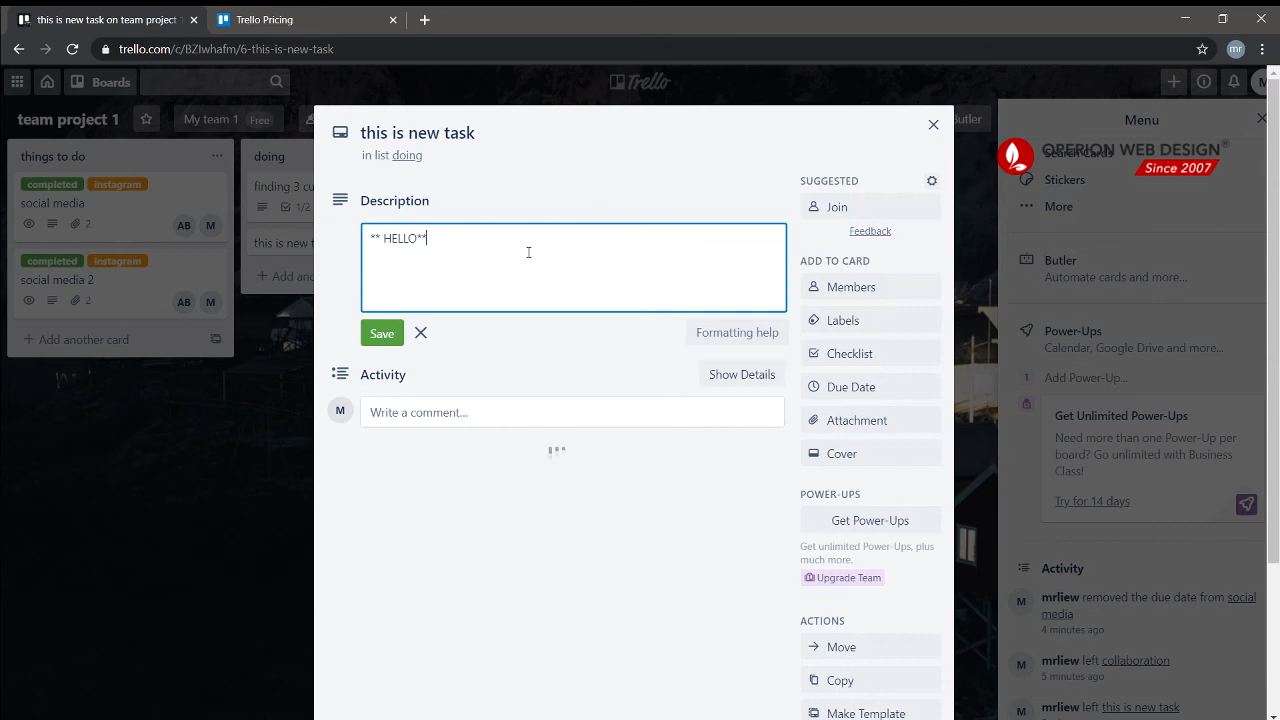 this is new task on team project 1
Trello Pricing
trello.com/c/BZIwhafm/6-this-is-new-task
mr
Boards
Trello
M
team project 1
My team 1 Free
Butler
things to do
completed instagram
social media
2
AB M
completed instagram
social media 2
2
AB M
Add another card
doing
finding 3 cu
1/2
this is new t
Add ano
this is new task
in list doing
Description
** HELLO**
Save
Formatting help
Activity
Show Details
M
Write a comment...
SUGGESTED
Join
Feedback
ADD TO CARD
Members
Labels
Checklist
Due Date
Attachment
Cover
POWER-UPS
Get Power-Ups
Get unlimited Power-Ups, plus
much more.
Upgrade Team
ACTIONS
Move
Copy
Make Template
Menu
OPERION WEB DESIGN®
Since 2007
Search Cards
Stickers
More
Butler
Automate cards and more...
Power-Ups
Calendar, Google Drive and more...
1 Add Power-Up...
Get Unlimited Power-Ups
Need more than one Power-Up per
board? Go unlimited with Business
Class!
Try for 14 days
Activity
M
mrliew removed the due date from social
media
4 minutes ago
M
mrliew left collaboration
5 minutes ago
M
mrliew left this is new task